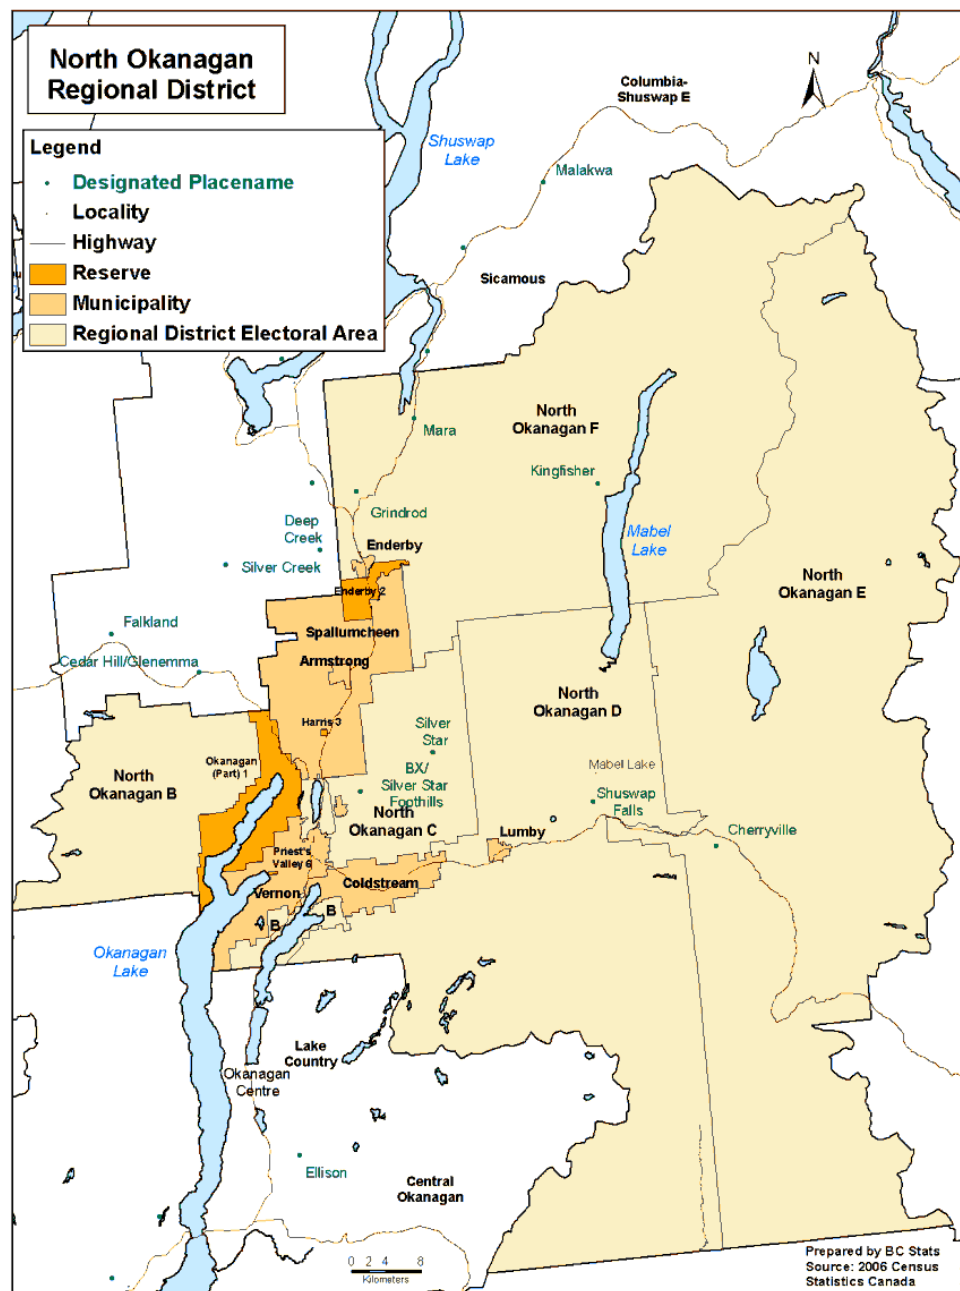 North Okanagan
Regional District
Legend
Designated Placename
Locality
Highway
Reserve
Municipality
Regional District Electoral Area
N
Columbia-
Shuswap E
Shuswap
Lake
Malakwa
Sicamous
North
Okanagan F
Mara
Kingfisher
Grindrod
Deep
Creek
Enderby
Mabel
Lake
Silver Creek
Enderby 2
North
Okanagan E
Falkland
Spallumcheen
Cedar Hill/Glenemma
Armstrong
North
Okanagan D
Harris 3
Silver
Star
Okanagan
(Part) 1
North
Okanagan B
BX/
Silver Star
Foothills
Mabel Lake
Shuswap
Falls
North
Okanagan C
Lumby
Cherryville
Priest's
Valley 6
Coldstream
Vernon
B
B
Okanagan
Lake
Lake
Country
Okanagan
Centre
Ellison
Central
Okanagan
0 2 4 8
Kilometers
Prepared by BC Stats
Source: 2006 Census
Statistics Canada